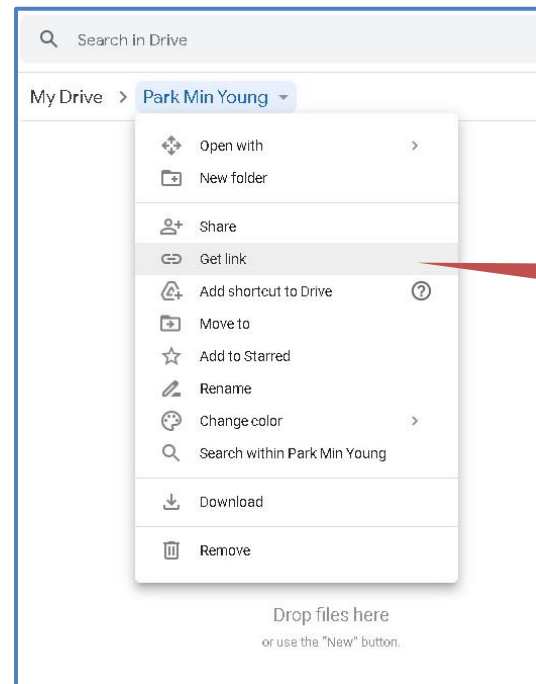 Search in Drive
My Drive > Park Min Young
Open with
New folder
Share
Get link
Add shortcut to Drive
Move to
Add to Starred
Rename
Change color
Search within Park Min Young
Download
Remove
Drop files here
or use the "New" button.